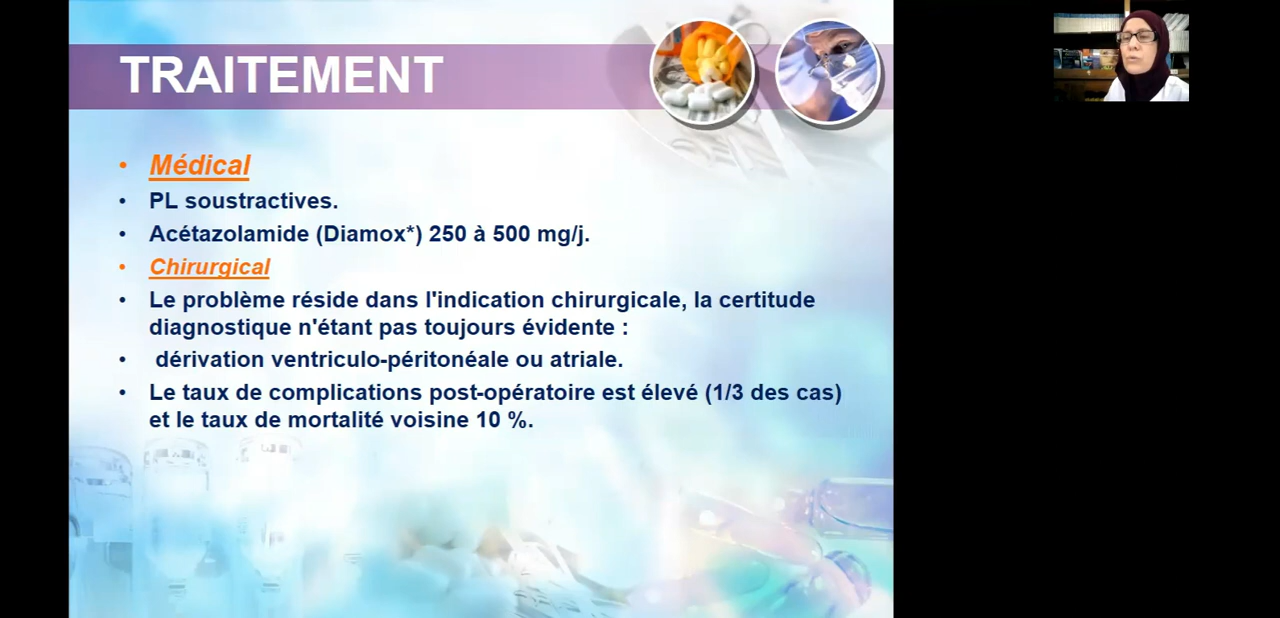 TRAITEMENT
• Médical
• PL soustractives.
• Acétazolamide (Diamox*) 250 à 500 mg/j.
• Chirurgical
• Le problème réside dans l'indication chirurgicale, la certitude
diagnostique n'étant pas toujours évidente :
• dérivation ventriculo-péritonéale ou atriale.
• Le taux de complications post-opératoire est élevé (1/3 des cas)
et le taux de mortalité voisine 10 %.